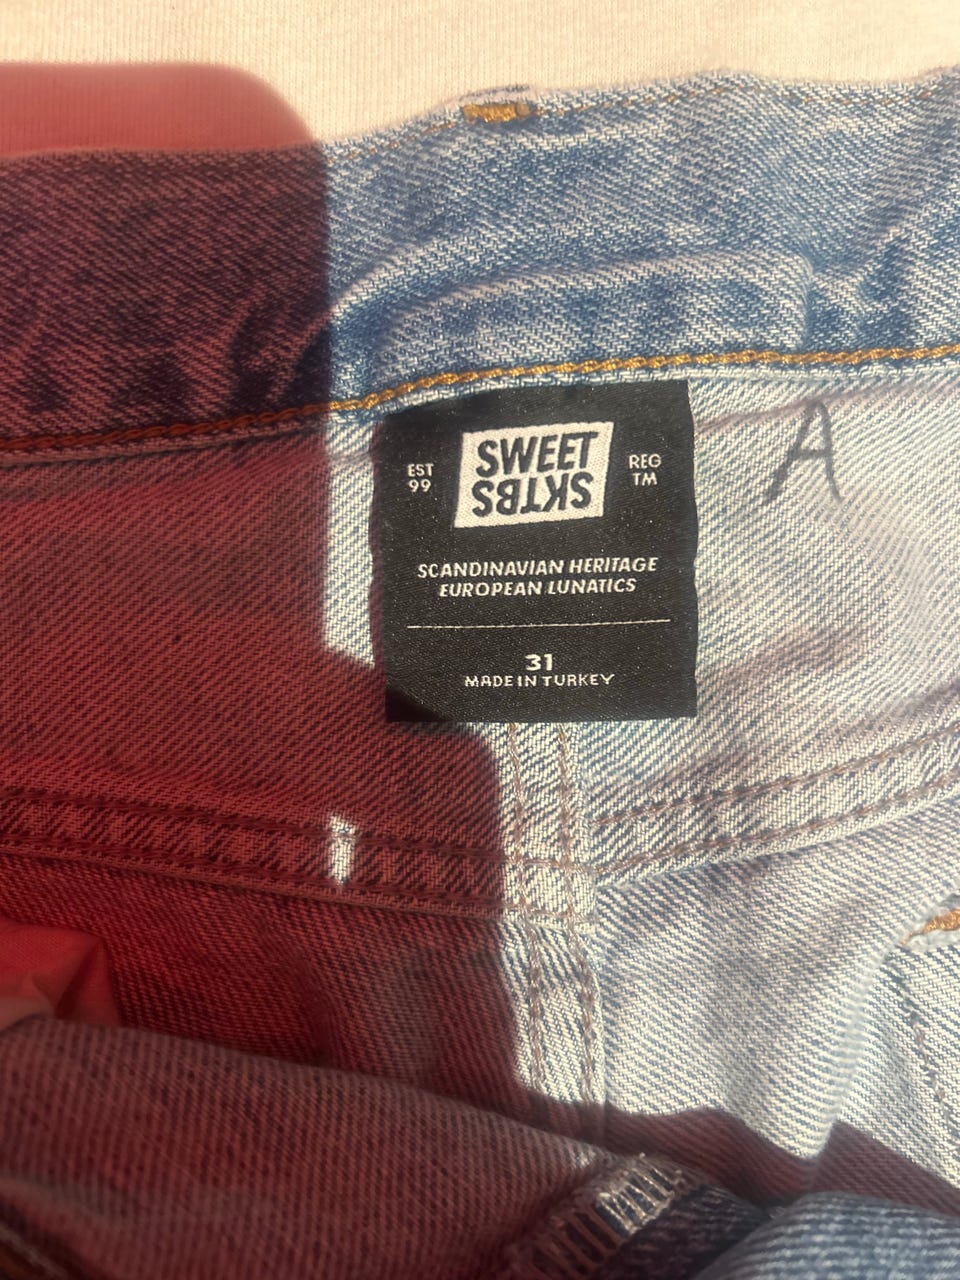 A
EST
99
SWEET
SKTBS
REG
TM
SCANDINAVIAN HERITAGE
EUROPEAN LUNATICS
31
MADE IN TURKEY